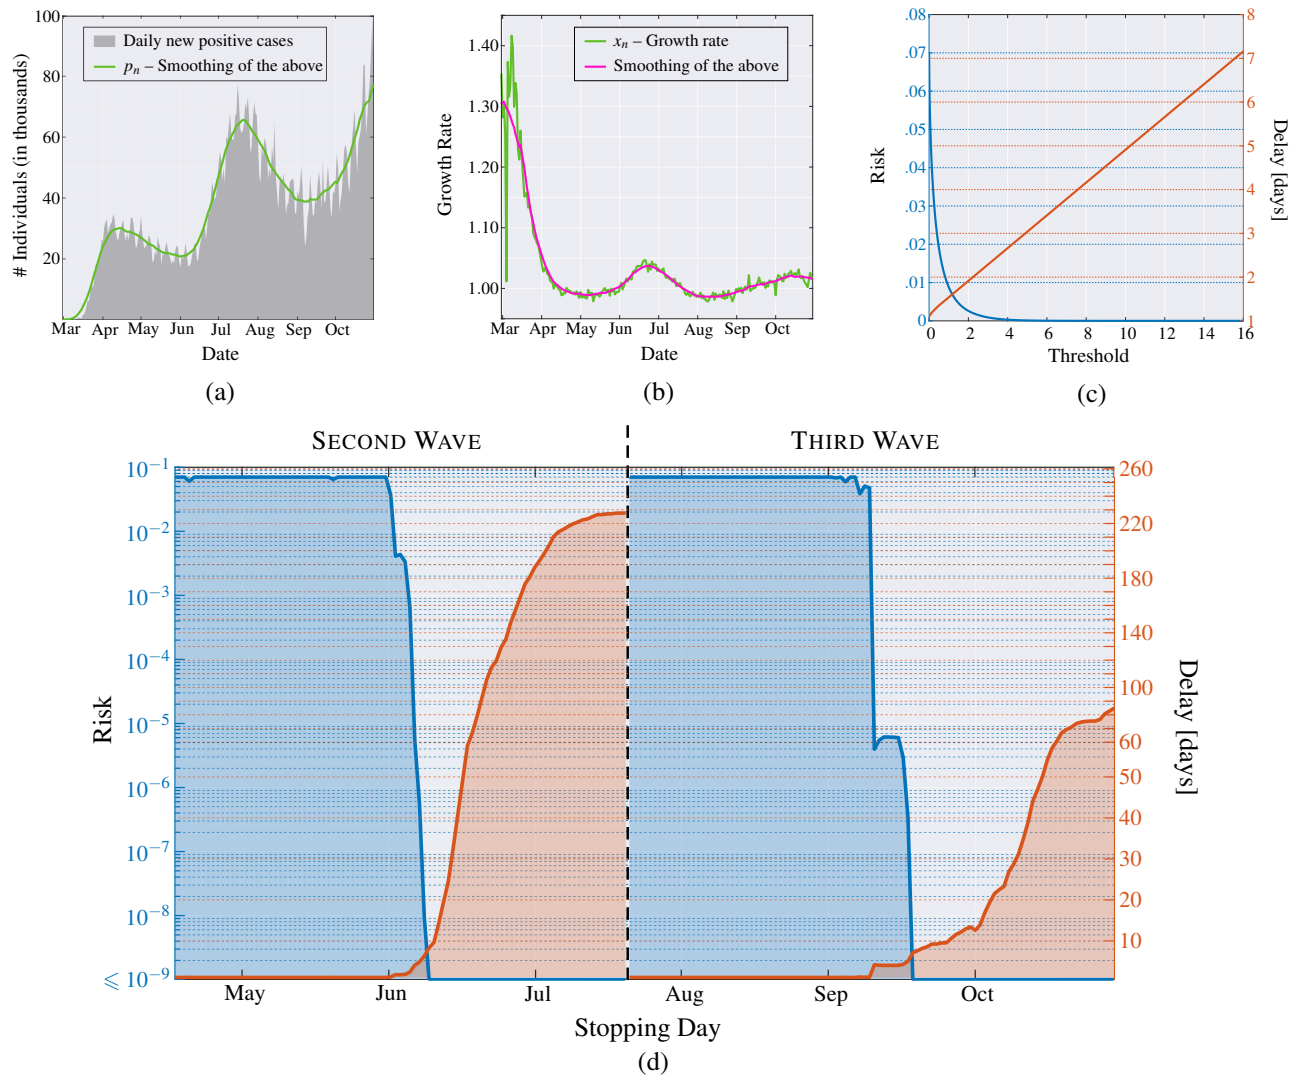 100
80
60
40
20
# Individuals (in thousands)
Daily new positive cases
pₙ – Smoothing of the above
Mar Apr May Jun Jul Aug Sep Oct
Date
(a)
1.40
1.30
1.20
1.10
1.00
Growth Rate
xₙ – Growth rate
Smoothing of the above
Mar Apr May Jun Jul Aug Sep Oct
Date
(b)
.08
.07
.06
.05
.04
.03
.02
.01
0
Risk
8
7
6
5
4
3
2
1
Delay [days]
0 2 4 6 8 10 12 14 16
Threshold
(c)
SECOND WAVE
THIRD WAVE
10⁻¹
10⁻²
10⁻³
10⁻⁴
10⁻⁵
10⁻⁶
10⁻⁷
10⁻⁸
⩽ 10⁻⁹
Risk
260
220
180
140
100
60
50
40
30
20
10
Delay [days]
May Jun Jul Aug Sep Oct
Stopping Day
(d)